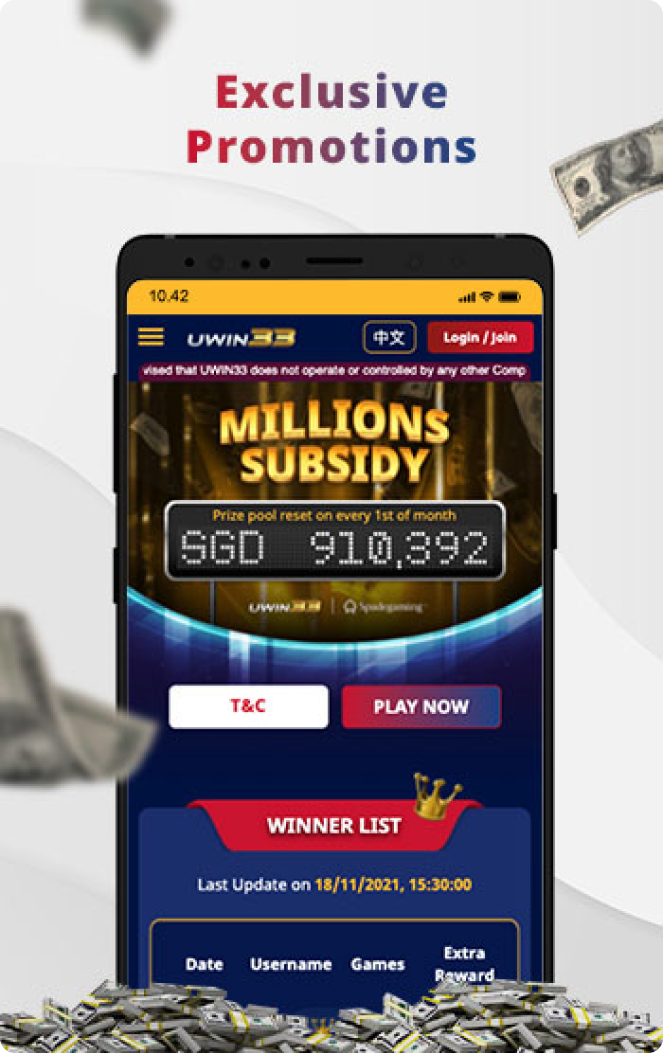 Exclusive
Promotions
10.42
UWIN33
中文
Login / Join
vised that UWIN33 does not operate or controlled by any other Comp
MILLIONS
SUBSIDY
Prize pool reset on every 1st of month
SGD 910,392
UWIN33 | Spadegaming
T&C
PLAY NOW
WINNER LIST
Last Update on 18/11/2021, 15:30:00
Date Username Games Extra
Reward